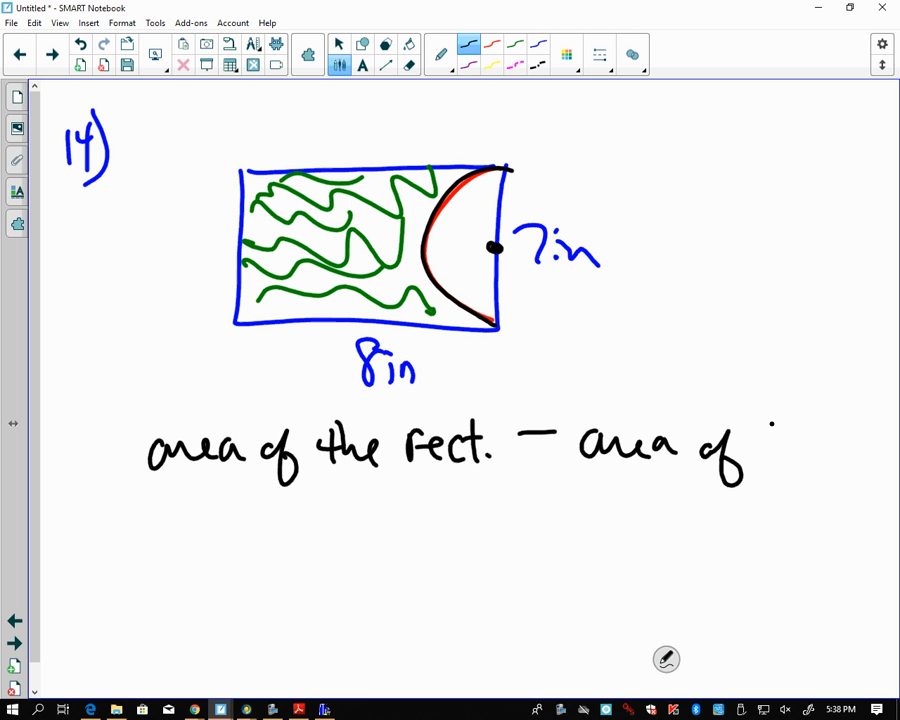 Untitled * - SMART Notebook
File Edit View Insert Format Tools Add-ons Account Help
14)
7in
8in
area of the rect. - area of
5:38 PM